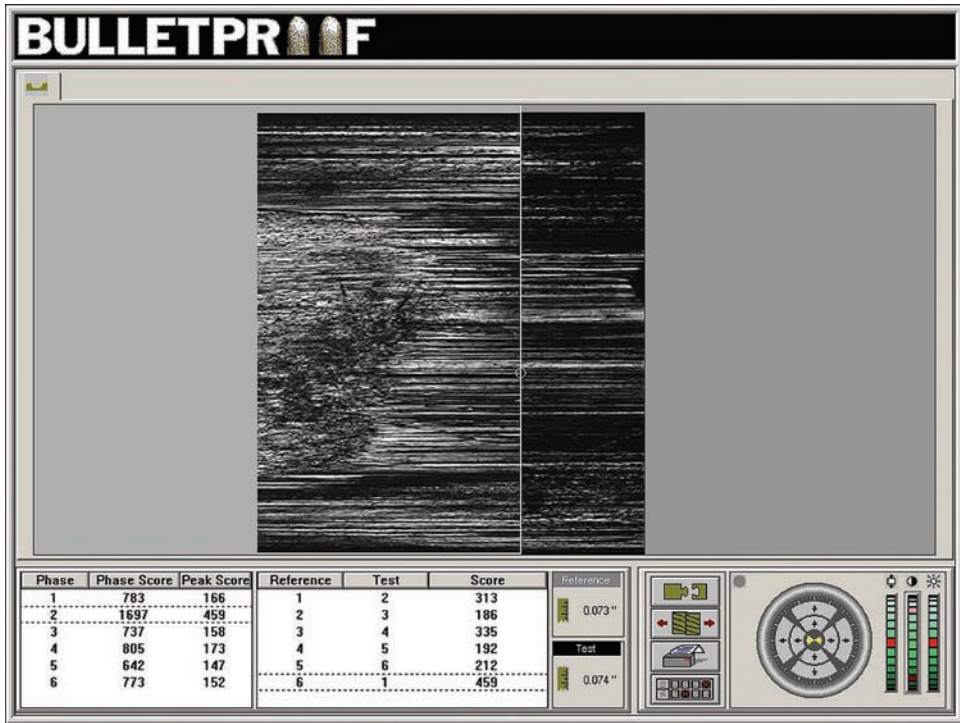 BULLETPROOF
Phase Phase Score Peak Score
1 783 166
2 1697 459
3 737 158
4 805 173
5 642 147
6 773 152
Reference Test Score
1 2 313
2 3 186
3 4 335
4 5 192
5 6 212
6 1 459
Reference
0.073"
Test
0.074"